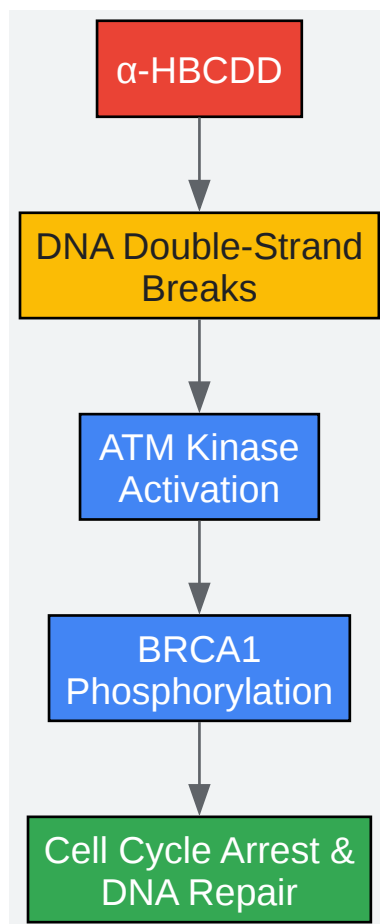 α-HBCDD
DNA Double-Strand
Breaks
ATM Kinase
Activation
BRCA1
Phosphorylation
Cell Cycle Arrest &
DNA Repair